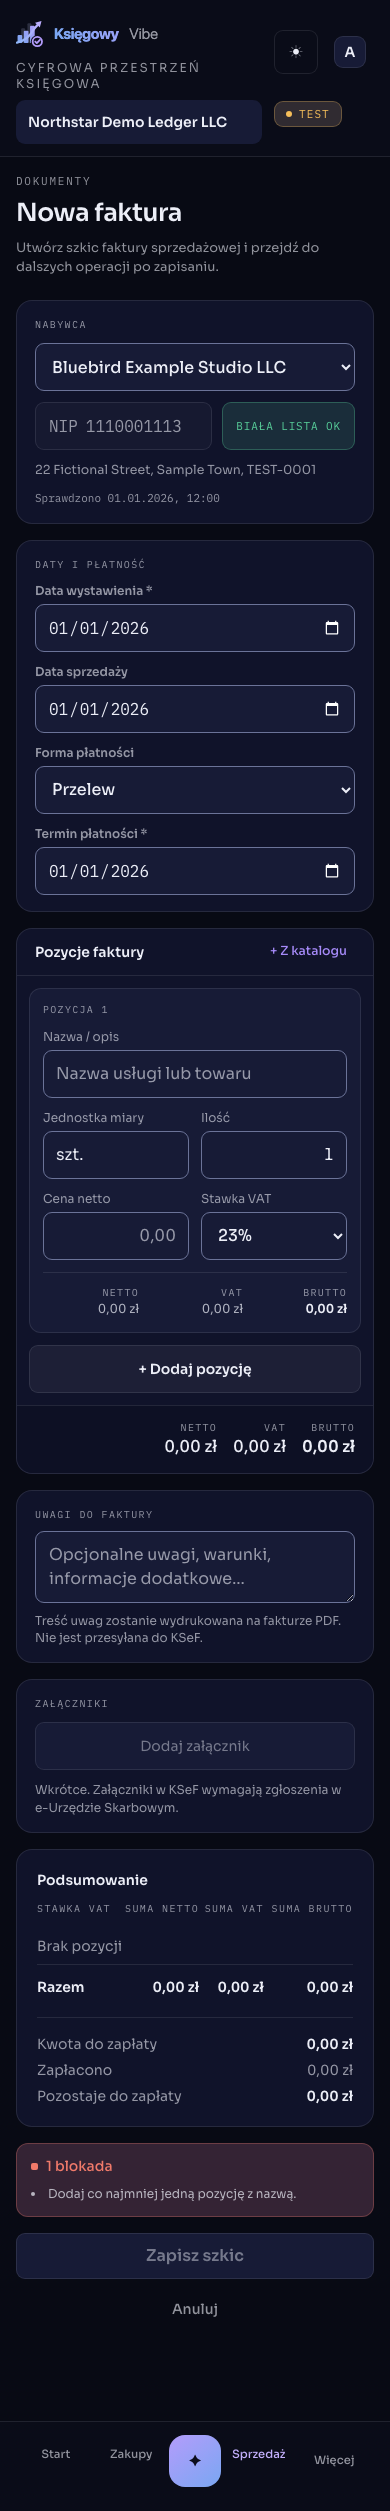 Księgowy Vibe
CYFROWA PRZESTRZEŃ
KSIĘGOWA
A
Northstar Demo Ledger LLC
TEST
DOKUMENTY
Nowa faktura
Utwórz szkic faktury sprzedażowej i przejdź do
dalszych operacji po zapisaniu.
NABYWCA
Bluebird Example Studio LLC
NIP 1110001113
BIAŁA LISTA OK
22 Fictional Street, Sample Town, TEST-0001
Sprawdzono 01.01.2026, 12:00
DATY I PŁATNOŚĆ
Data wystawienia *
01/01/2026
Data sprzedaży
01/01/2026
Forma płatności
Przelew
Termin płatności *
01/01/2026
Pozycje faktury
+ Z katalogu
POZYCJA 1
Nazwa / opis
Nazwa usługi lub towaru
Jednostka miary Ilość
szt. 1
Cena netto Stawka VAT
0,00 23%
NETTO VAT BRUTTO
0,00 zł 0,00 zł 0,00 zł
+ Dodaj pozycję
NETTO VAT BRUTTO
0,00 zł 0,00 zł 0,00 zł
UWAGI DO FAKTURY
Opcjonalne uwagi, warunki,
informacje dodatkowe...
Treść uwag zostanie wydrukowana na fakturze PDF.
Nie jest przesyłana do KSeF.
ZAŁĄCZNIKI
Dodaj załącznik
Wkrótce. Załączniki w KSeF wymagają zgłoszenia w
e-Urzędzie Skarbowym.
Podsumowanie
STAWKA VAT SUMA NETTO SUMA VAT SUMA BRUTTO
Brak pozycji
Razem 0,00 zł 0,00 zł 0,00 zł
Kwota do zapłaty 0,00 zł
Zapłacono 0,00 zł
Pozostaje do zapłaty 0,00 zł
1 blokada
• Dodaj co najmniej jedną pozycję z nazwą.
Zapisz szkic
Anuluj
Start Zakupy Sprzedaż Więcej